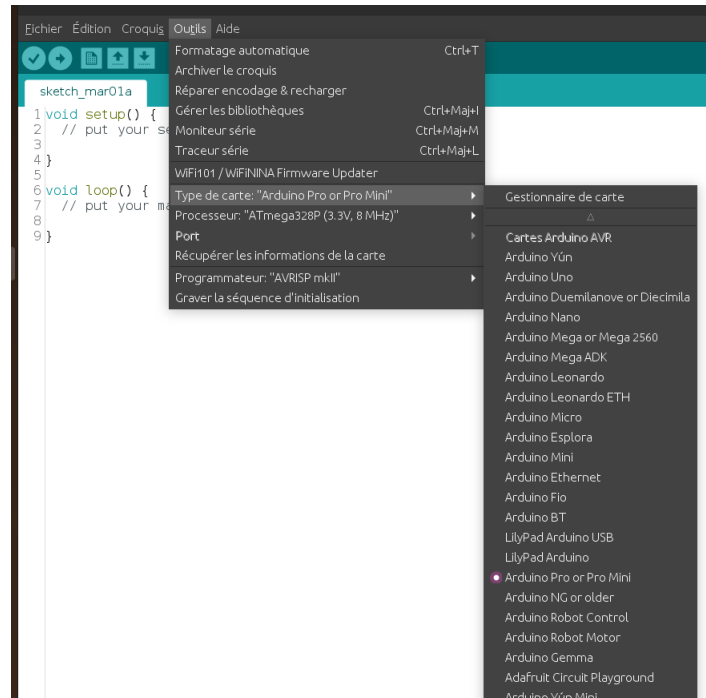 Fichier Édition Croquis Outils Aide
sketch_mar01a
1 void setup() {
2 // put your se
3
4 }
5
6 void loop() {
7 // put your ma
8
9 }
Formatage automatique Ctrl+T
Archiver le croquis
Réparer encodage & recharger
Gérer les bibliothèques Ctrl+Maj+I
Moniteur série Ctrl+Maj+M
Traceur série Ctrl+Maj+L
WiFi101 / WiFiNINA Firmware Updater
Type de carte: "Arduino Pro or Pro Mini"
Processeur: "ATmega328P (3.3V, 8 MHz)"
Port
Récupérer les informations de la carte
Programmateur: "AVRISP mkII"
Graver la séquence d'initialisation
Gestionnaire de carte
Cartes Arduino AVR
Arduino Yún
Arduino Uno
Arduino Duemilanove or Diecimila
Arduino Nano
Arduino Mega or Mega 2560
Arduino Mega ADK
Arduino Leonardo
Arduino Leonardo ETH
Arduino Micro
Arduino Esplora
Arduino Mini
Arduino Ethernet
Arduino Fio
Arduino BT
LilyPad Arduino USB
LilyPad Arduino
Arduino Pro or Pro Mini
Arduino NG or older
Arduino Robot Control
Arduino Robot Motor
Arduino Gemma
Adafruit Circuit Playground
Arduino Yún Mini